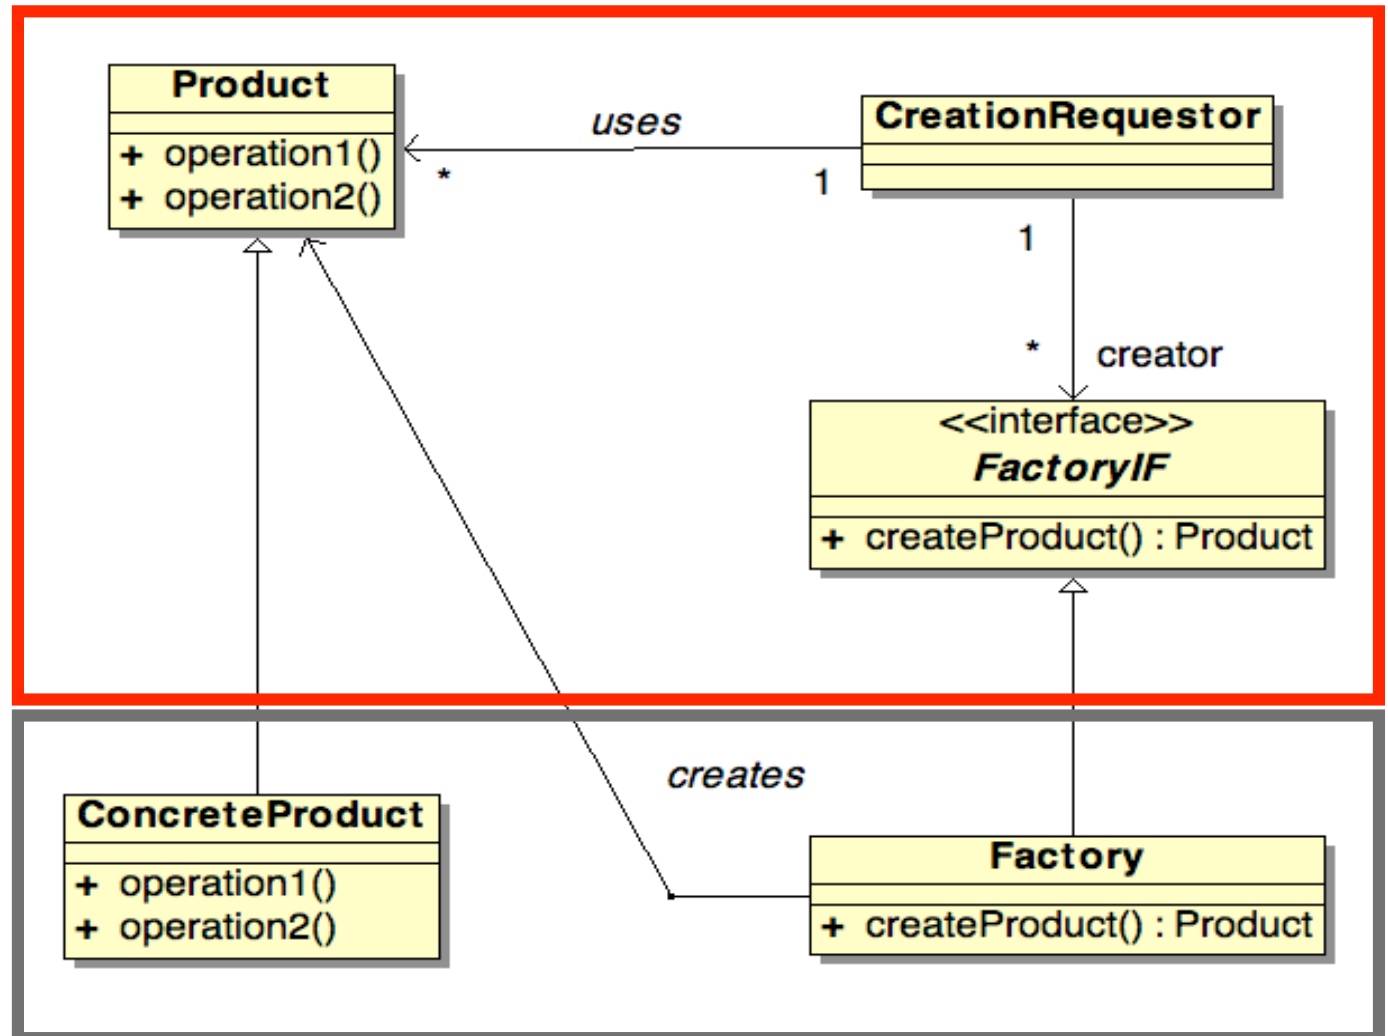 Product
+ operation1()
+ operation2()
uses
*
1
CreationRequestor
1
*
creator
<<interface>>
FactoryIF
+ createProduct() : Product
creates
ConcreteProduct
+ operation1()
+ operation2()
Factory
+ createProduct() : Product